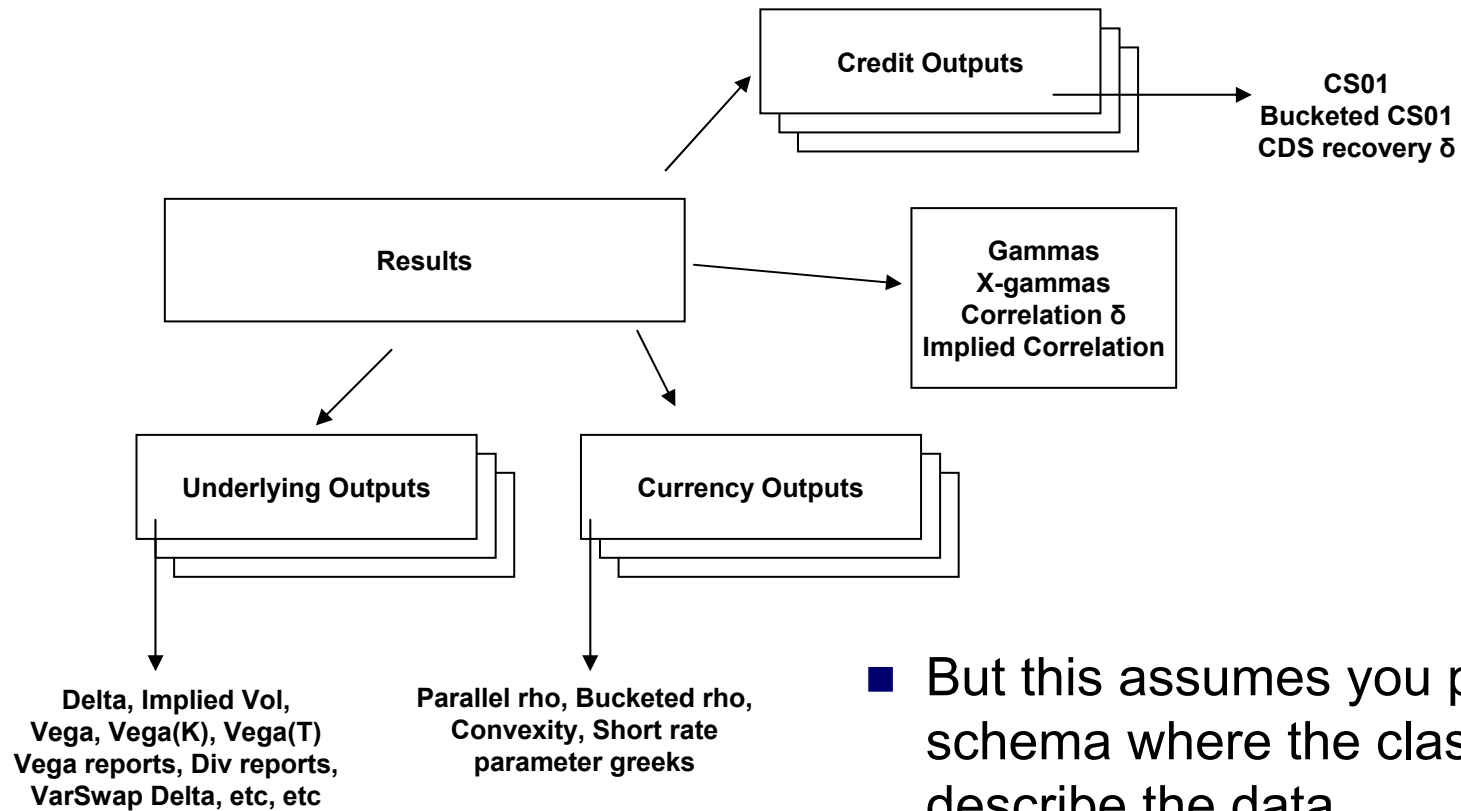 Credit Outputs
CS01
Bucketed CS01
CDS recovery δ
Results
Gammas
X-gammas
Correlation δ
Implied Correlation
Underlying Outputs
Currency Outputs
Delta, Implied Vol,
Vega, Vega(K), Vega(T)
Vega reports, Div reports,
VarSwap Delta, etc, etc
Parallel rho, Bucketed rho,
Convexity, Short rate
parameter greeks
■ But this assumes you
schema where the
describe the data